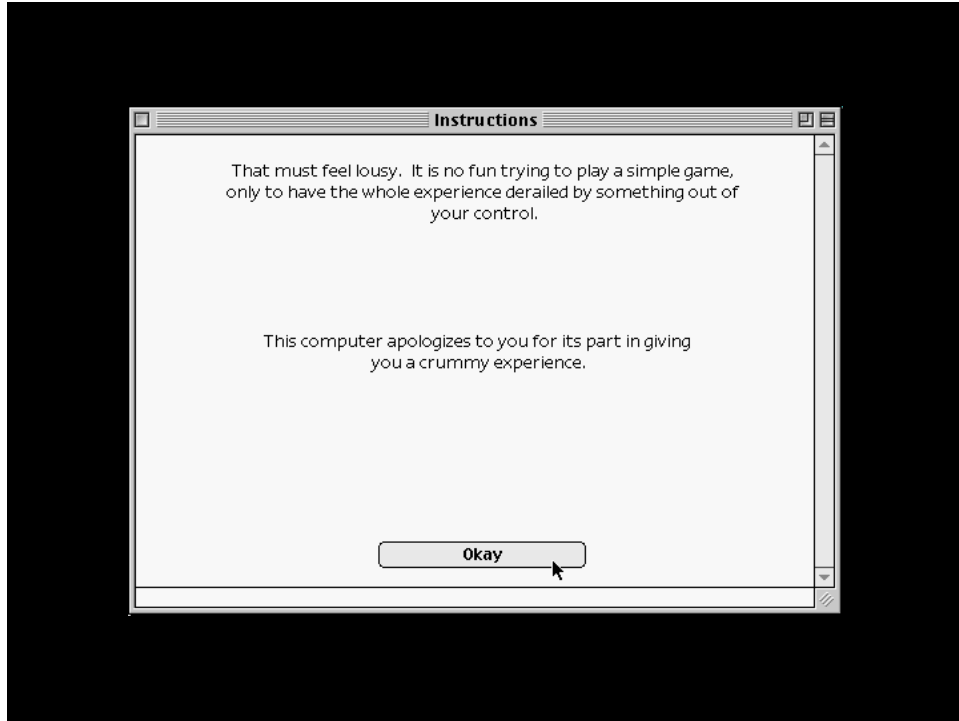 Instructions
That must feel lousy.  It is no fun trying to play a simple game,
only to have the whole experience derailed by something out of
your control.
This computer apologizes to you for its part in giving
you a crummy experience.
Okay